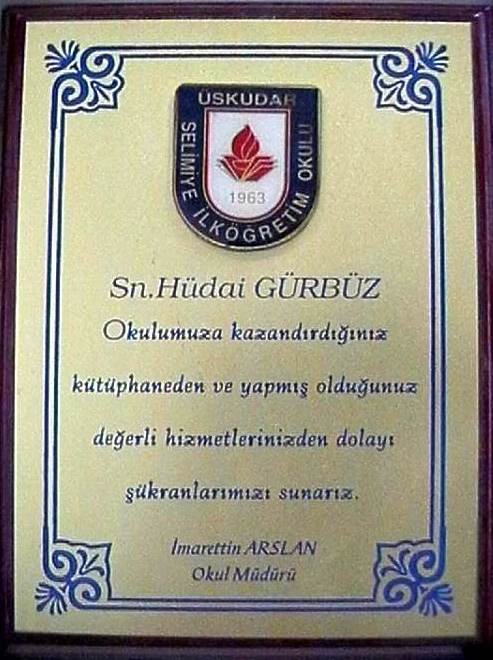 ÜSKÜDAR
SELİMİYE İLKÖĞRETİM OKULU
1963
Sn.Hüdai GÜRBÜZ
Okulumuza kazandırdığınız
kütüphaneden ve yapmış olduğunuz
değerli hizmetlerinizden dolayı
şükranlarımızı sunarız.
İmarettin ARSLAN
Okul Müdürü